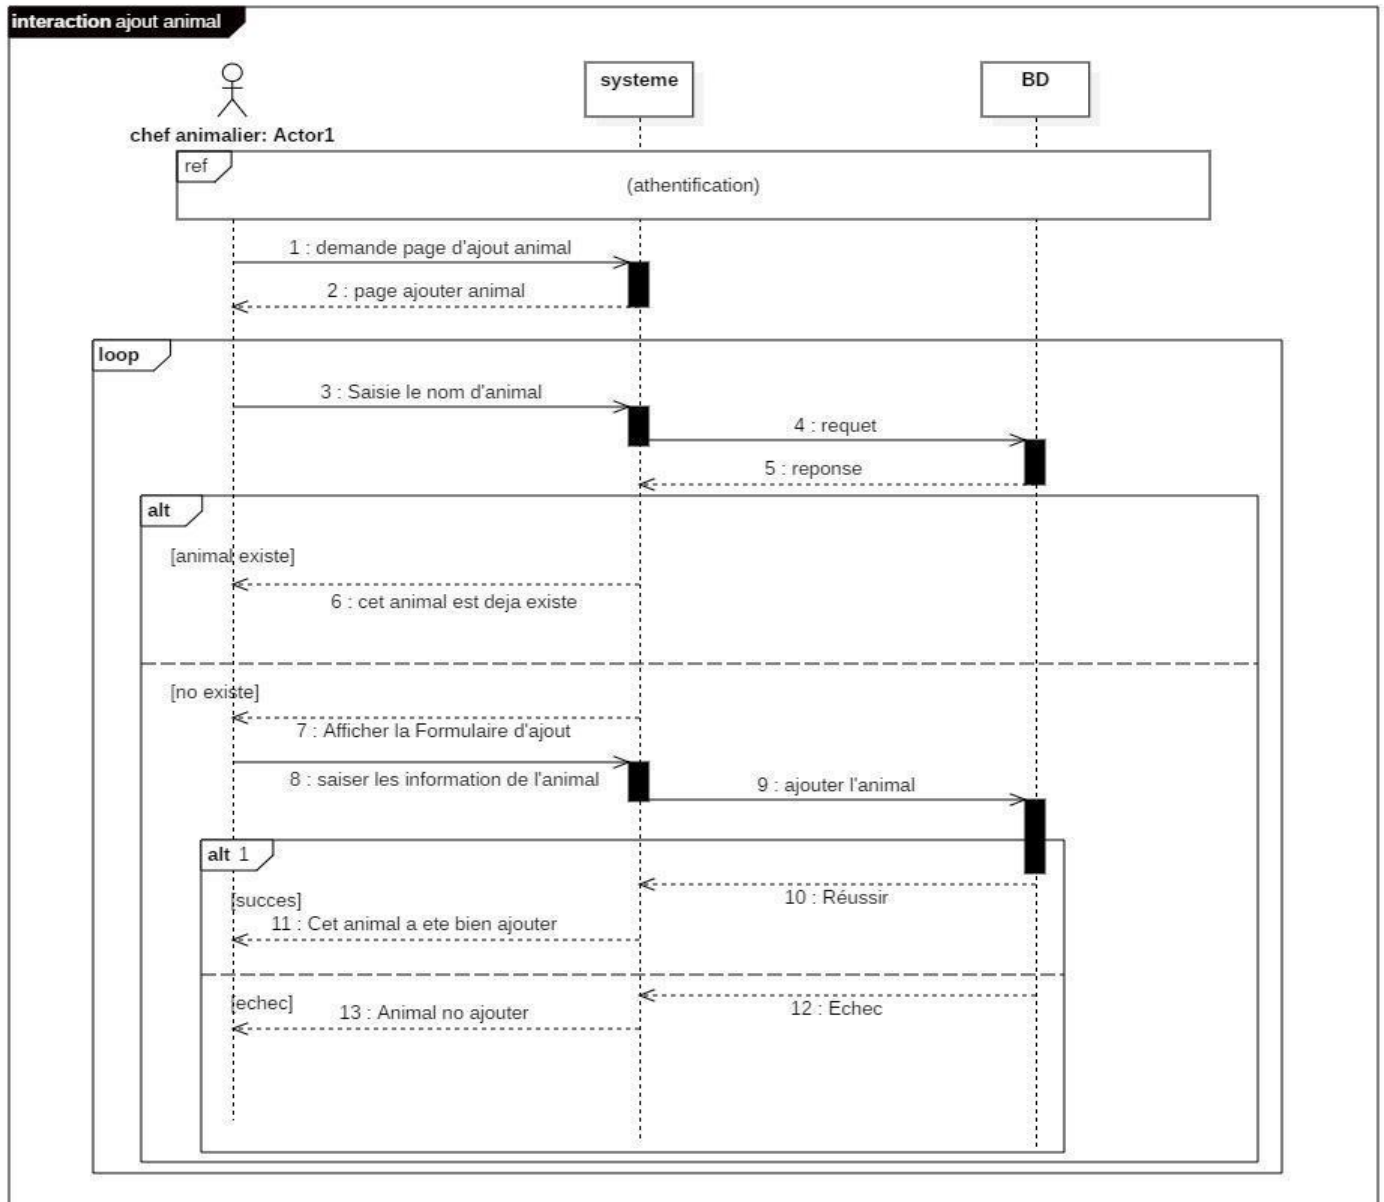 interaction ajout animal
systeme
BD
chef animalier: Actor1
ref
(athentification)
1 : demande page d'ajout animal
2 : page ajouter animal
loop
3 : Saisie le nom d'animal
4 : requet
5 : reponse
alt
[animal existe]
6 : cet animal est deja existe
[no existe]
7 : Afficher la Formulaire d'ajout
8 : saiser les information de l'animal
9 : ajouter l'animal
alt 1
10 : Réussir
[succes]
11 : Cet animal a ete bien ajouter
[echec]
12 : Echec
13 : Animal no ajouter